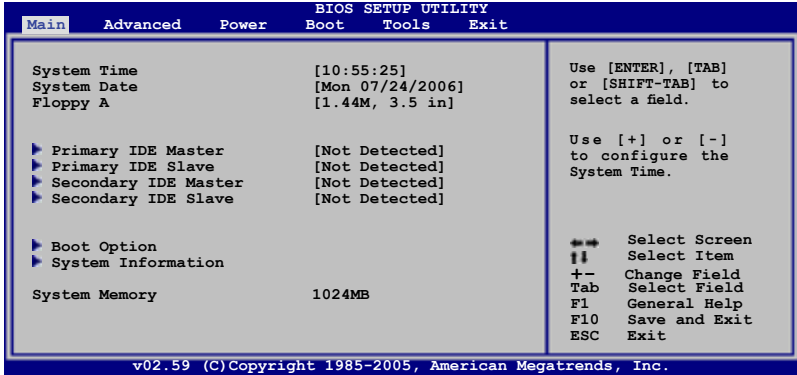 BIOS SETUP UTILITY
Main Advanced Power Boot Tools Exit
System Time [10:55:25]
System Date [Mon 07/24/2006]
Floppy A [1.44M, 3.5 in]
Primary IDE Master [Not Detected]
Primary IDE Slave [Not Detected]
Secondary IDE Master [Not Detected]
Secondary IDE Slave [Not Detected]
Boot Option
System Information
System Memory 1024MB
Use [ENTER], [TAB]
or [SHIFT-TAB] to
select a field.
Use [+] or [-]
to configure the
System Time.
Select Screen
Select Item
+- Change Field
Tab Select Field
F1 General Help
F10 Save and Exit
ESC Exit
v02.59 (C)Copyright 1985-2005, American Megatrends, Inc.